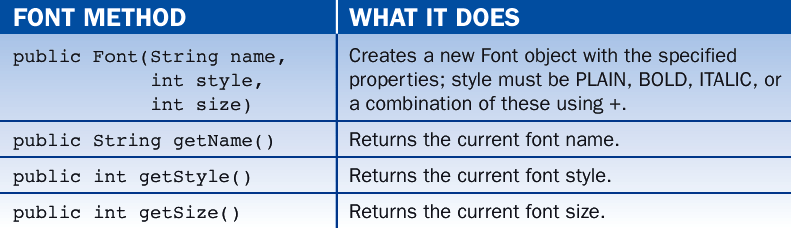 FONT METHOD WHAT IT DOES
public Font(String name,
int style,
int size)
Creates a new Font object with the specified
properties; style must be PLAIN, BOLD, ITALIC, or
a combination of these using +.
public String getName() Returns the current font name.
public int getStyle() Returns the current font style.
public int getSize() Returns the current font size.